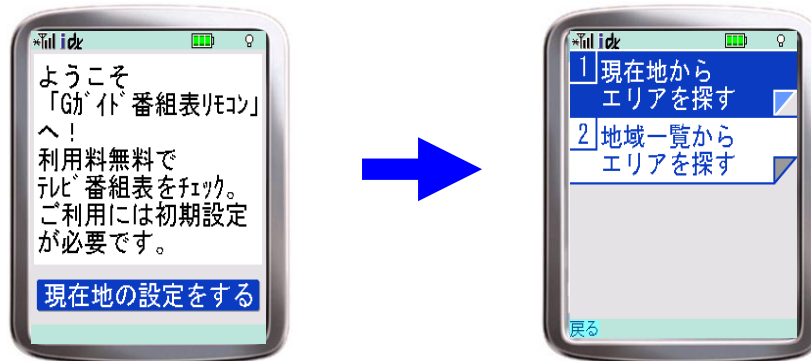 ようこそ
「Gｶﾞｲﾄﾞ番組表ﾘﾓｺﾝ」
へ！
利用料無料で
ﾃﾚﾋﾞ番組表をﾁｪｯｸ。
ご利用には初期設定
が必要です。
現在地の設定をする
1 現在地から
エリアを探す
2 地域一覧から
エリアを探す
戻る